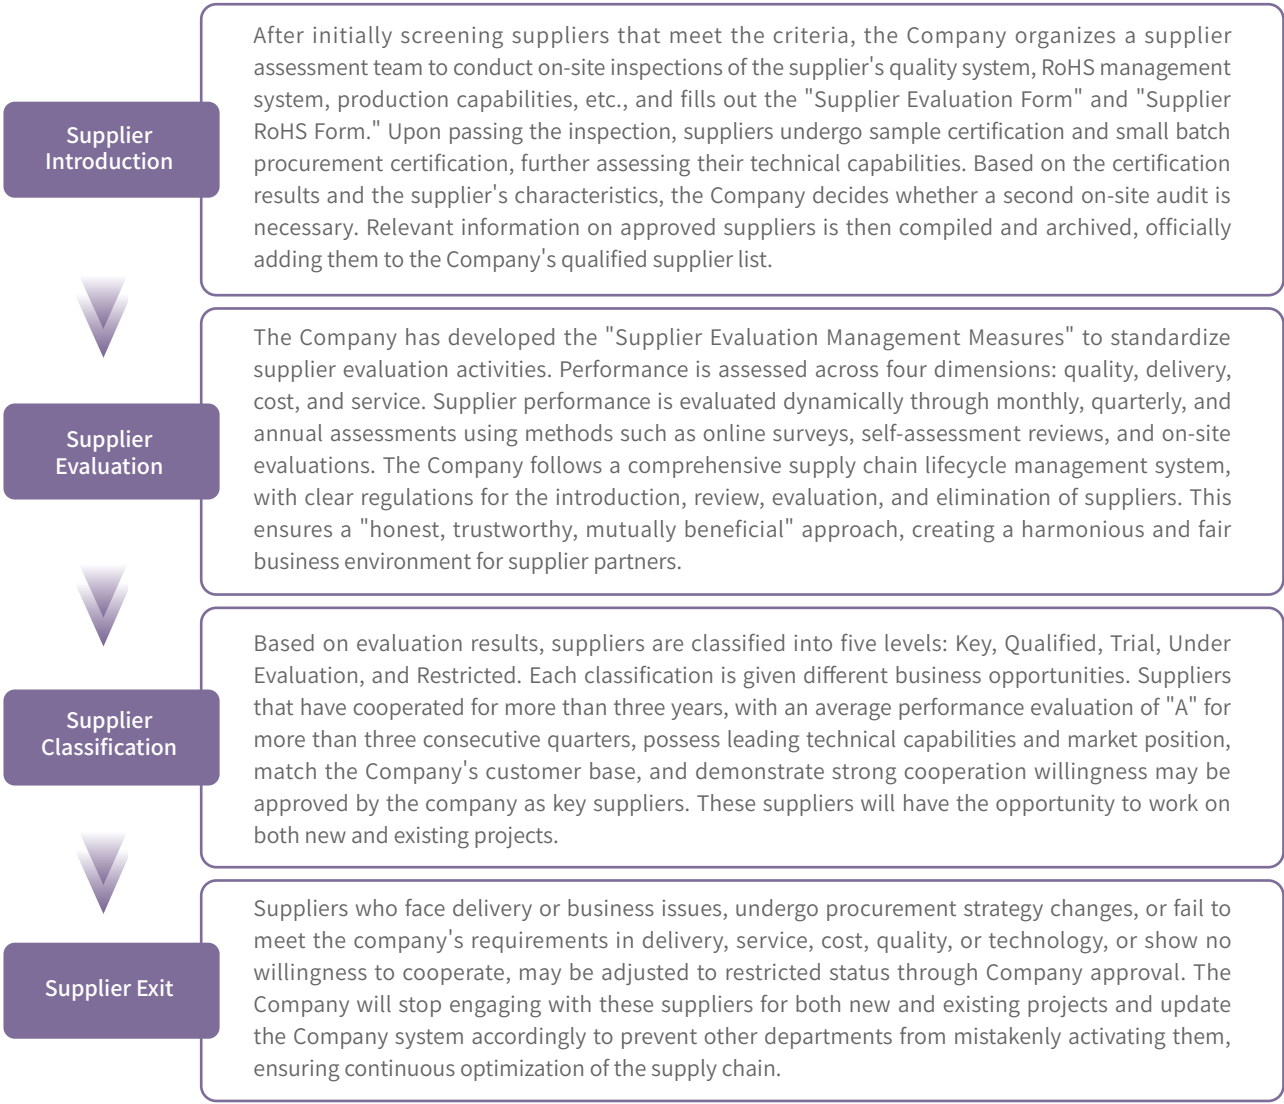 Supplier
Introduction
After initially screening suppliers that meet the criteria, the Company organizes a supplier
assessment team to conduct on-site inspections of the supplier's quality system, RoHS management
system, production capabilities, etc., and fills out the "Supplier Evaluation Form" and "Supplier
RoHS Form." Upon passing the inspection, suppliers undergo sample certification and small batch
procurement certification, further assessing their technical capabilities. Based on the certification
results and the supplier's characteristics, the Company decides whether a second on-site audit is
necessary. Relevant information on approved suppliers is then compiled and archived, officially
adding them to the Company's qualified supplier list.
Supplier
Evaluation
The Company has developed the "Supplier Evaluation Management Measures" to standardize
supplier evaluation activities. Performance is assessed across four dimensions: quality, delivery,
cost, and service. Supplier performance is evaluated dynamically through monthly, quarterly, and
annual assessments using methods such as online surveys, self-assessment reviews, and on-site
evaluations. The Company follows a comprehensive supply chain lifecycle management system,
with clear regulations for the introduction, review, evaluation, and elimination of suppliers. This
ensures a "honest, trustworthy, mutually beneficial" approach, creating a harmonious and fair
business environment for supplier partners.
Supplier
Classification
Based on evaluation results, suppliers are classified into five levels: Key, Qualified, Trial, Under
Evaluation, and Restricted. Each classification is given different business opportunities. Suppliers
that have cooperated for more than three years, with an average performance evaluation of "A" for
more than three consecutive quarters, possess leading technical capabilities and market position,
match the Company's customer base, and demonstrate strong cooperation willingness may be
approved by the company as key suppliers. These suppliers will have the opportunity to work on
both new and existing projects.
Supplier Exit
Suppliers who face delivery or business issues, undergo procurement strategy changes, or fail to
meet the company's requirements in delivery, service, cost, quality, or technology, or show no
willingness to cooperate, may be adjusted to restricted status through Company approval. The
Company will stop engaging with these suppliers for both new and existing projects and update
the Company system accordingly to prevent other departments from mistakenly activating them,
ensuring continuous optimization of the supply chain.